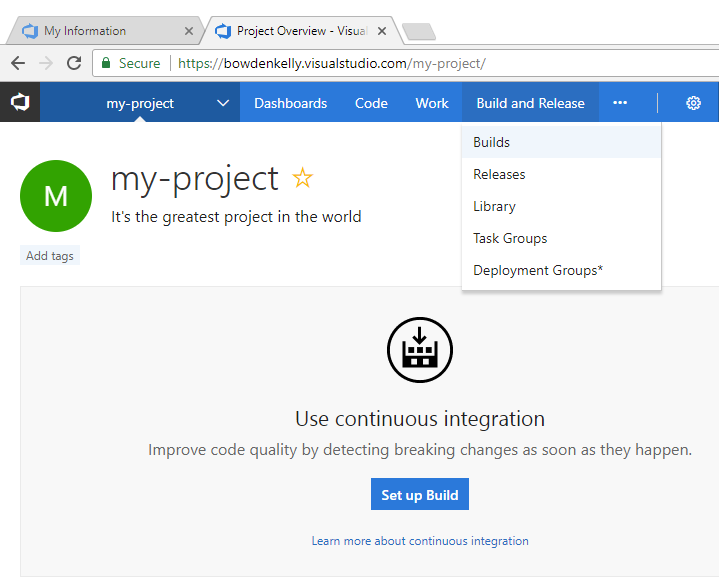 My Information
Project Overview - Visual
Secure https://bowdenkelly.visualstudio.com/my-project/
my-project Dashboards Code Work Build and Release
Builds
Releases
Library
Task Groups
Deployment Groups*
M
my-project
It's the greatest project in the world
Add tags
Use continuous integration
Improve code quality by detecting breaking changes as soon as they happen.
Set up Build
Learn more about continuous integration